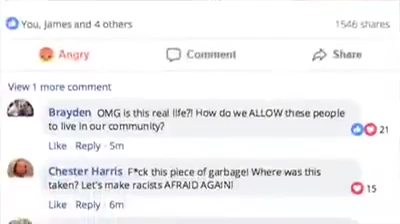 You, James and 4 others 1546 shares
Angry Comment Share
View 1 more comment
Brayden OMG is this real life?! How do we ALLOW these people
to live in our community?
21
Like Reply · 5m
Chester Harris F*ck this piece of garbage! Where was this
taken? Let's make racists AFRAID AGAIN!
15
Like Reply · 6m